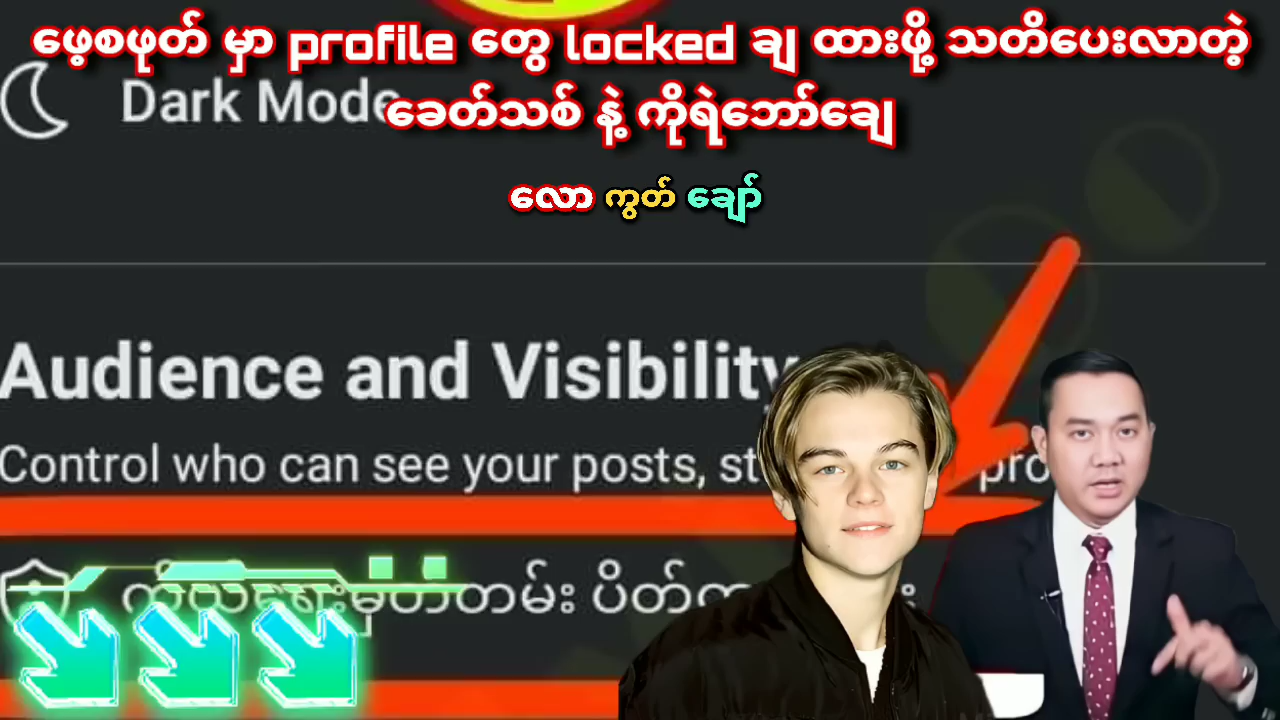 ဖေ့စဖုတ် မှာ profile တွေ locked ချ ထားဖို့ သတိပေးလာတဲ့
Dark Mode
ခေတ်သစ် နဲ့ ကိုရဲဘော်ချေ
လော ကွတ် ချော်
Audience and Visibility
Control who can see your posts,
ပိတ်